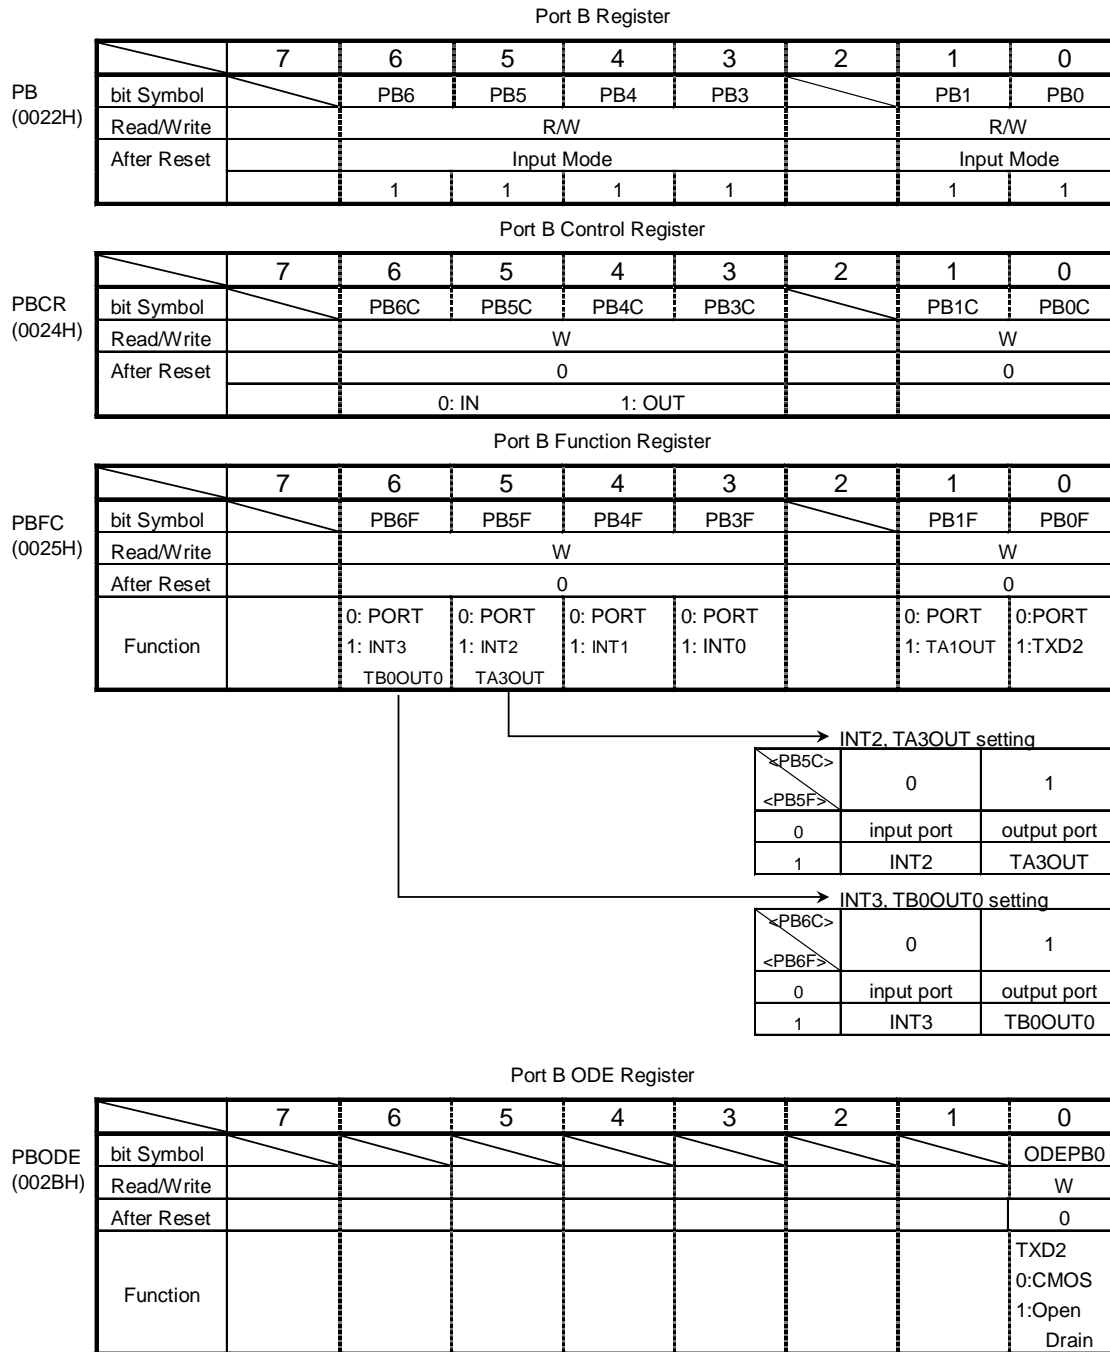 Port B Register
7 6 5 4 3 2 1 0
PB (0022H)
bit Symbol PB6 PB5 PB4 PB3 PB1 PB0
Read/Write R/W R/W
After Reset Input Mode Input Mode
1 1 1 1 1 1
Port B Control Register
7 6 5 4 3 2 1 0
PBCR (0024H)
bit Symbol PB6C PB5C PB4C PB3C PB1C PB0C
Read/Write W W
After Reset 0 0
0: IN 1: OUT
Port B Function Register
7 6 5 4 3 2 1 0
PBFC (0025H)
bit Symbol PB6F PB5F PB4F PB3F PB1F PB0F
Read/Write W W
After Reset 0 0
0: PORT 0: PORT 0: PORT 0: PORT 0: PORT 0:PORT
Function 1: INT3 1: INT2 1: INT1 1: INT0 1: TA1OUT 1:TXD2
TB0OUT0 TA3OUT
INT2, TA3OUT setting
<PB5C> 0 1
<PB5F>
0 input port output port
1 INT2 TA3OUT
INT3, TB0OUT0 setting
<PB6C> 0 1
<PB6F>
0 input port output port
1 INT3 TB0OUT0
Port B ODE Register
7 6 5 4 3 2 1 0
PBODE (002BH)
bit Symbol ODEPB0
Read/Write W
After Reset 0
Function
TXD2
0:CMOS
1:Open
Drain